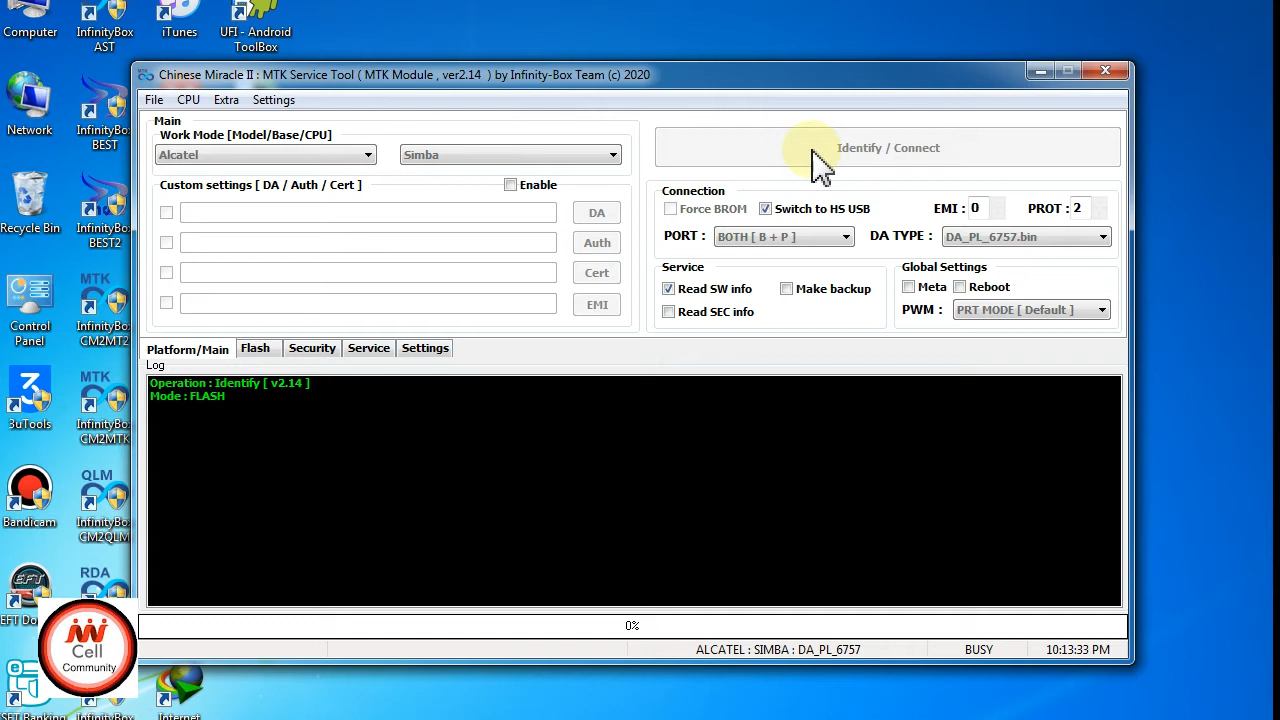 Computer
InfinityBox
AST
iTunes
UFI - Android
ToolBox
Network
InfinityBox
BEST
Recycle Bin
InfinityBox
BEST2
Control
Panel
MTK
InfinityBox
CM2MT2
3uTools
MTK
InfinityBox
CM2MTK
Bandicam
QLM
InfinityBox
CM2QLM
EFT Do
RDA
Cell
Community
Internet
Chinese Miracle II : MTK Service Tool ( MTK Module , ver2.14 ) by Infinity-Box Team (c) 2020
File CPU Extra Settings
Main
Work Mode [Model/Base/CPU]
Alcatel Simba
Identify / Connect
Custom settings [ DA / Auth / Cert ] Enable
DA
Auth
Cert
EMI
Connection
Force BROM Switch to HS USB EMI : 0 PROT : 2
PORT : BOTH [ B + P ] DA TYPE : DA_PL_6757.bin
Service
Read SW info Make backup
Read SEC info
Global Settings
Meta Reboot
PWM : PRT MODE [ Default ]
Platform/Main Flash Security Service Settings
Log
Operation : Identify [ v2.14 ]
Mode : FLASH
0%
ALCATEL : SIMBA : DA_PL_6757 BUSY 10:13:33 PM